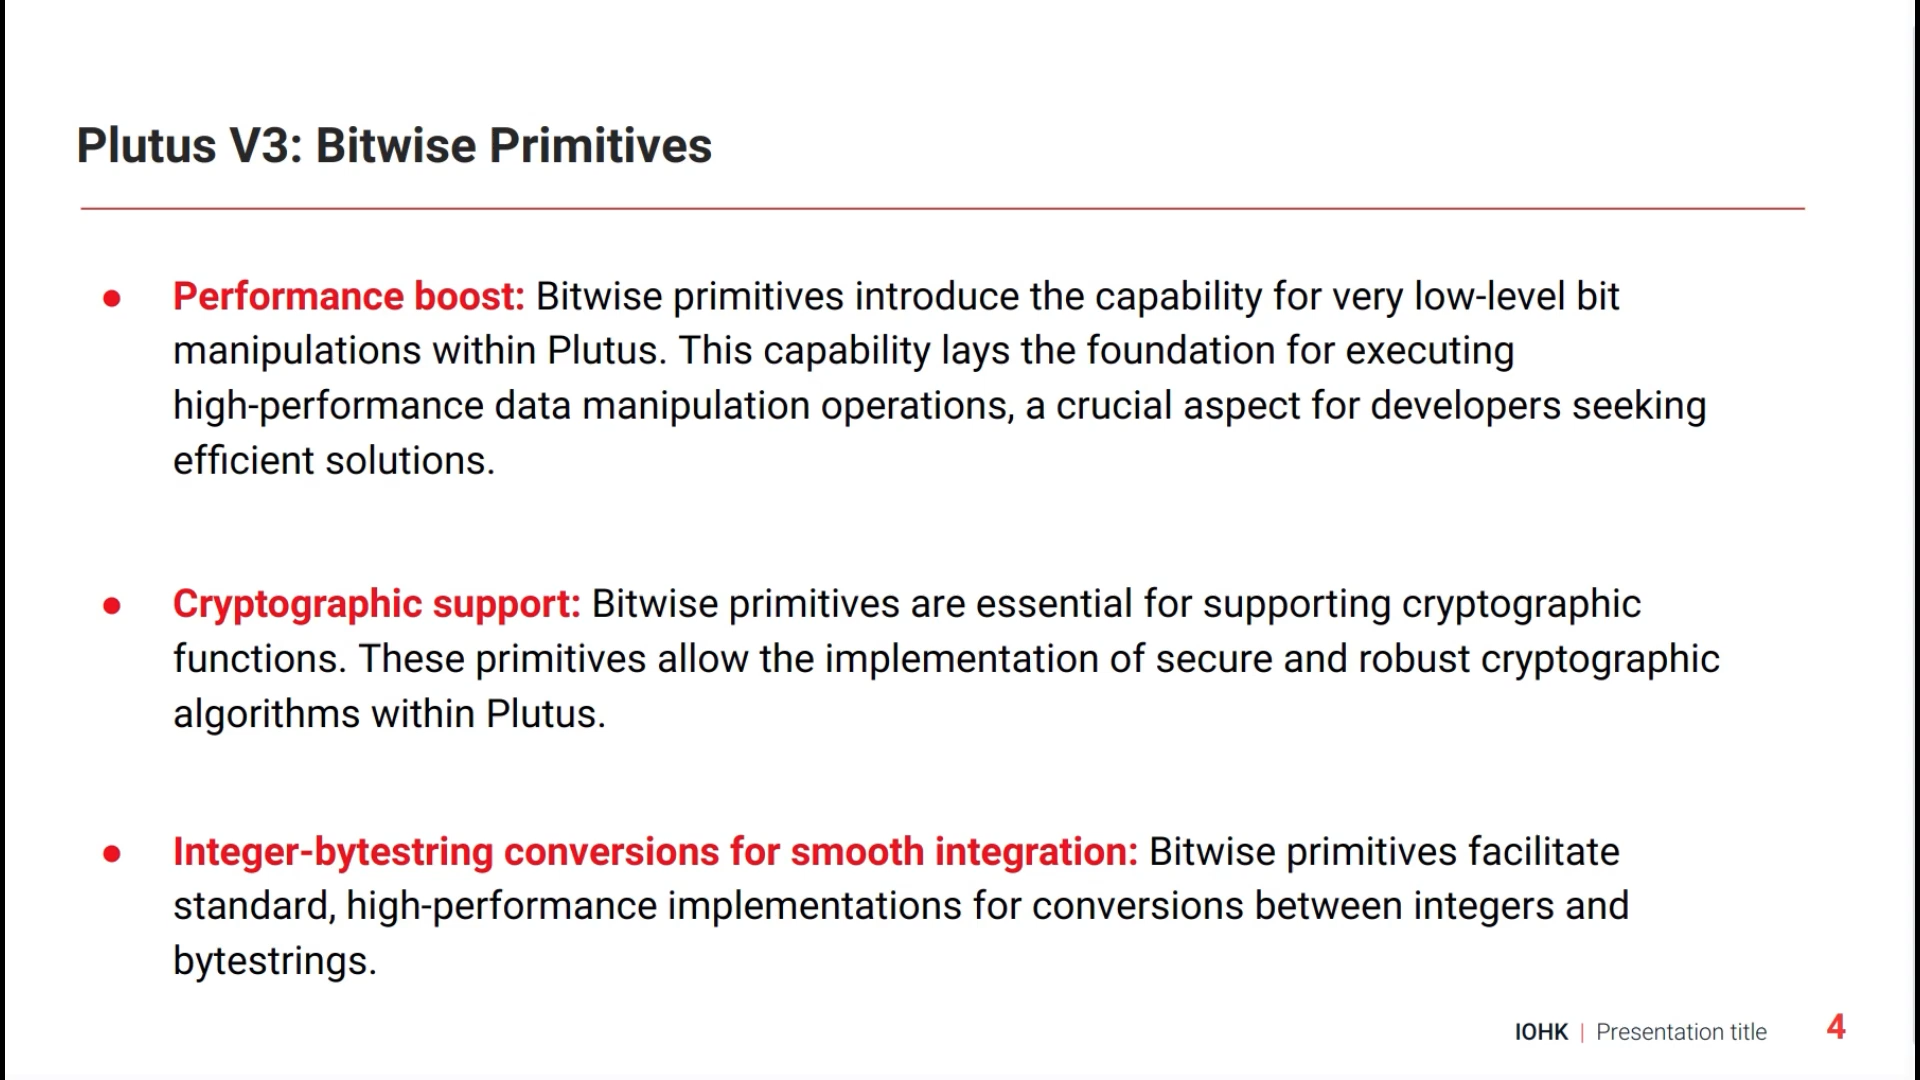 Plutus V3: Bitwise Primitives
● Performance boost: Bitwise primitives introduce the capability for very low-level bit
manipulations within Plutus. This capability lays the foundation for executing
high-performance data manipulation operations, a crucial aspect for developers seeking
efficient solutions.
● Cryptographic support: Bitwise primitives are essential for supporting cryptographic
functions. These primitives allow the implementation of secure and robust cryptographic
algorithms within Plutus.
● Integer-bytestring conversions for smooth integration: Bitwise primitives facilitate
standard, high-performance implementations for conversions between integers and
bytestrings.
IOHK | Presentation title 4